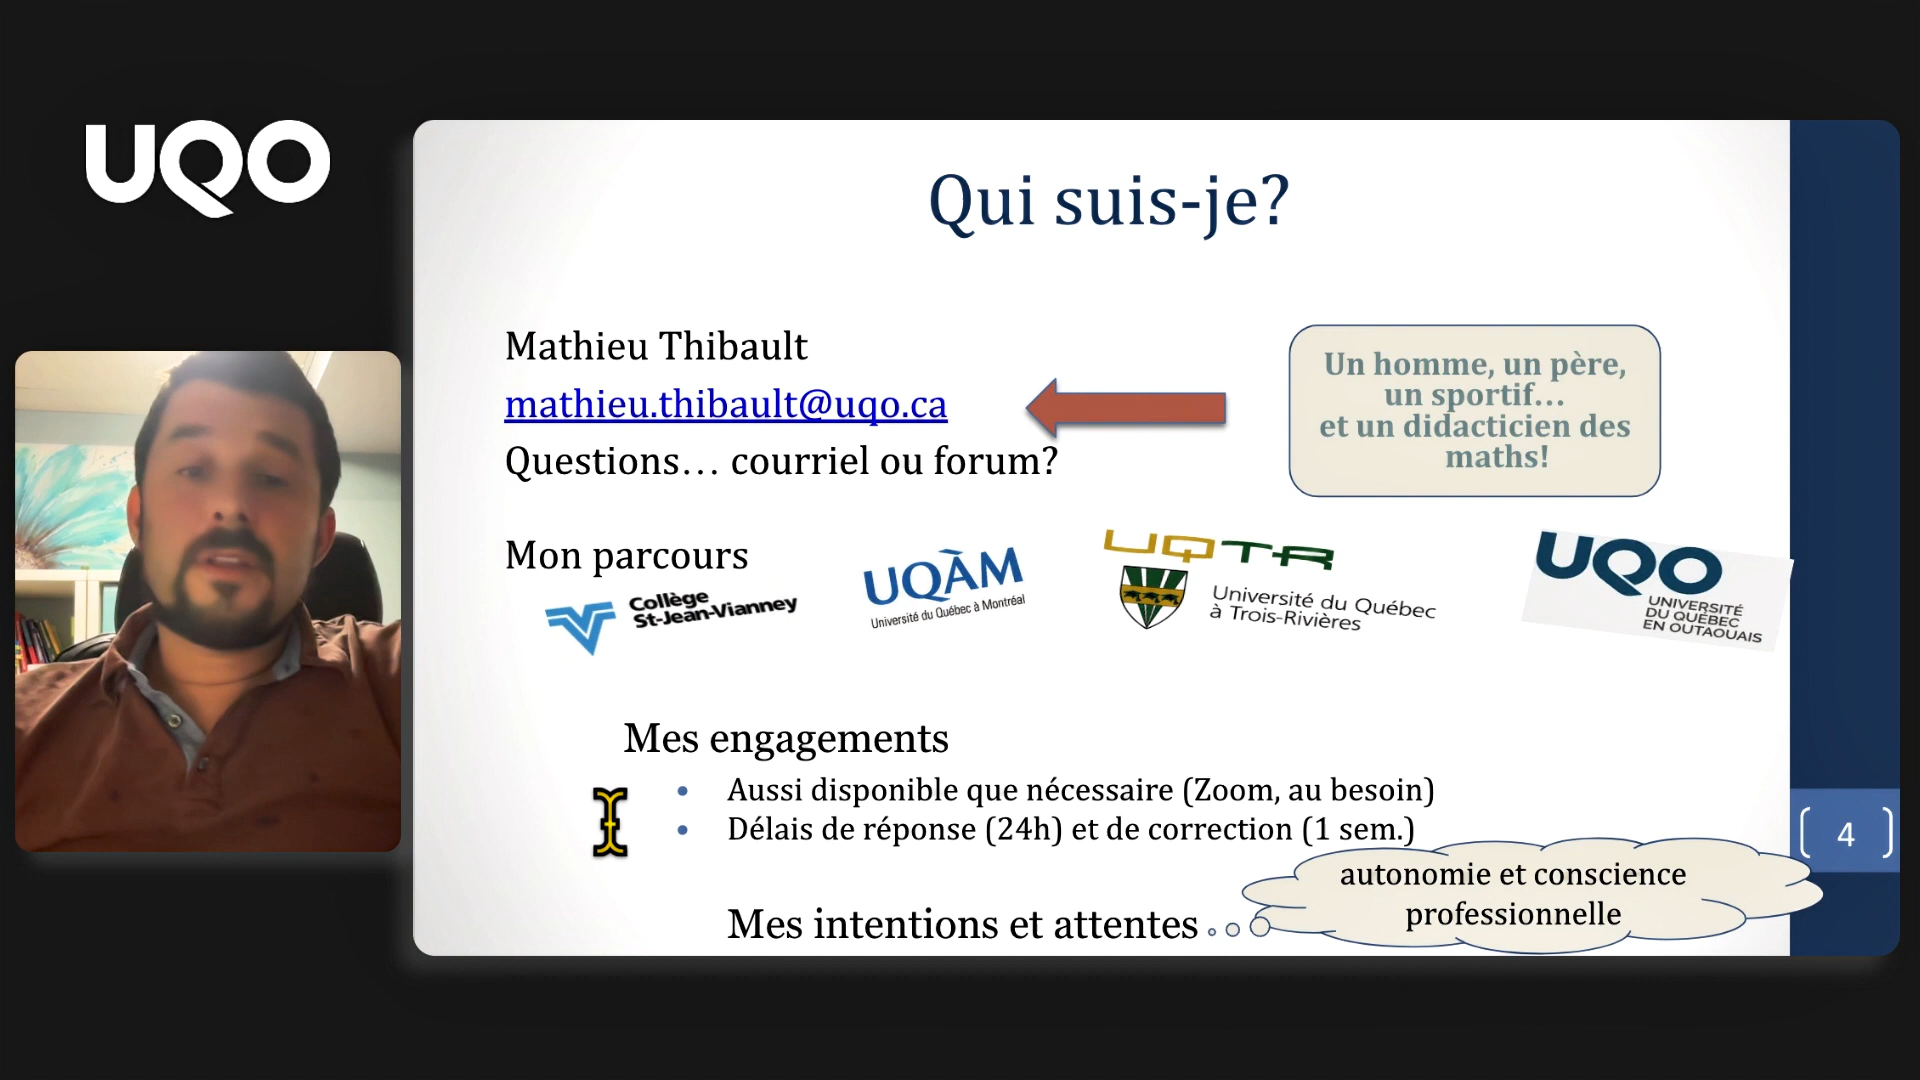 UQO
Qui suis-je?
Mathieu Thibault
mathieu.thibault@uqo.ca
Questions… courriel ou forum?
Un homme, un père,
un sportif…
et un didacticien des
maths!
Mon parcours
Collège
St-Jean-Vianney
UQÀM
Université du Québec à Montréal
UQTR
Université du Québec
à Trois-Rivières
UQO
UNIVERSITÉ
DU QUÉBEC
EN OUTAOUAIS
Mes engagements
• Aussi disponible que nécessaire (Zoom, au besoin)
• Délais de réponse (24h) et de correction (1 sem.)
4
autonomie et conscience
professionnelle
Mes intentions et attentes